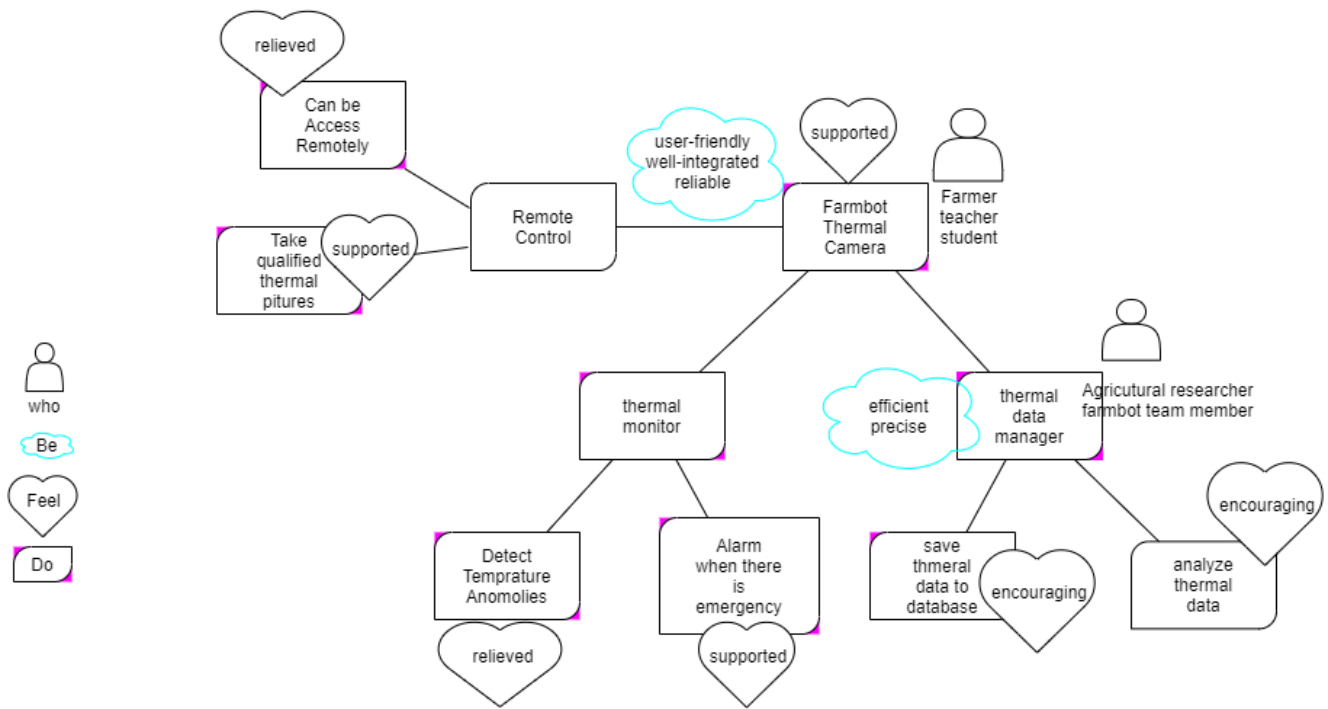 relieved
Can be
Access
Remotely
user-friendly
well-integrated
reliable
supported
Farmbot
Thermal
Camera
Farmer
teacher
student
Remote
Control
Take
qualified
thermal
pitures
supported
who
Be
Feel
Do
thermal
monitor
efficient
precise
thermal
data
manager
Agricutural researcher
farmbot team member
Detect
Temprature
Anomolies
relieved
Alarm
when there
is
emergency
supported
save
thmeral
data to
database
encouraging
analyze
thermal
data
encouraging